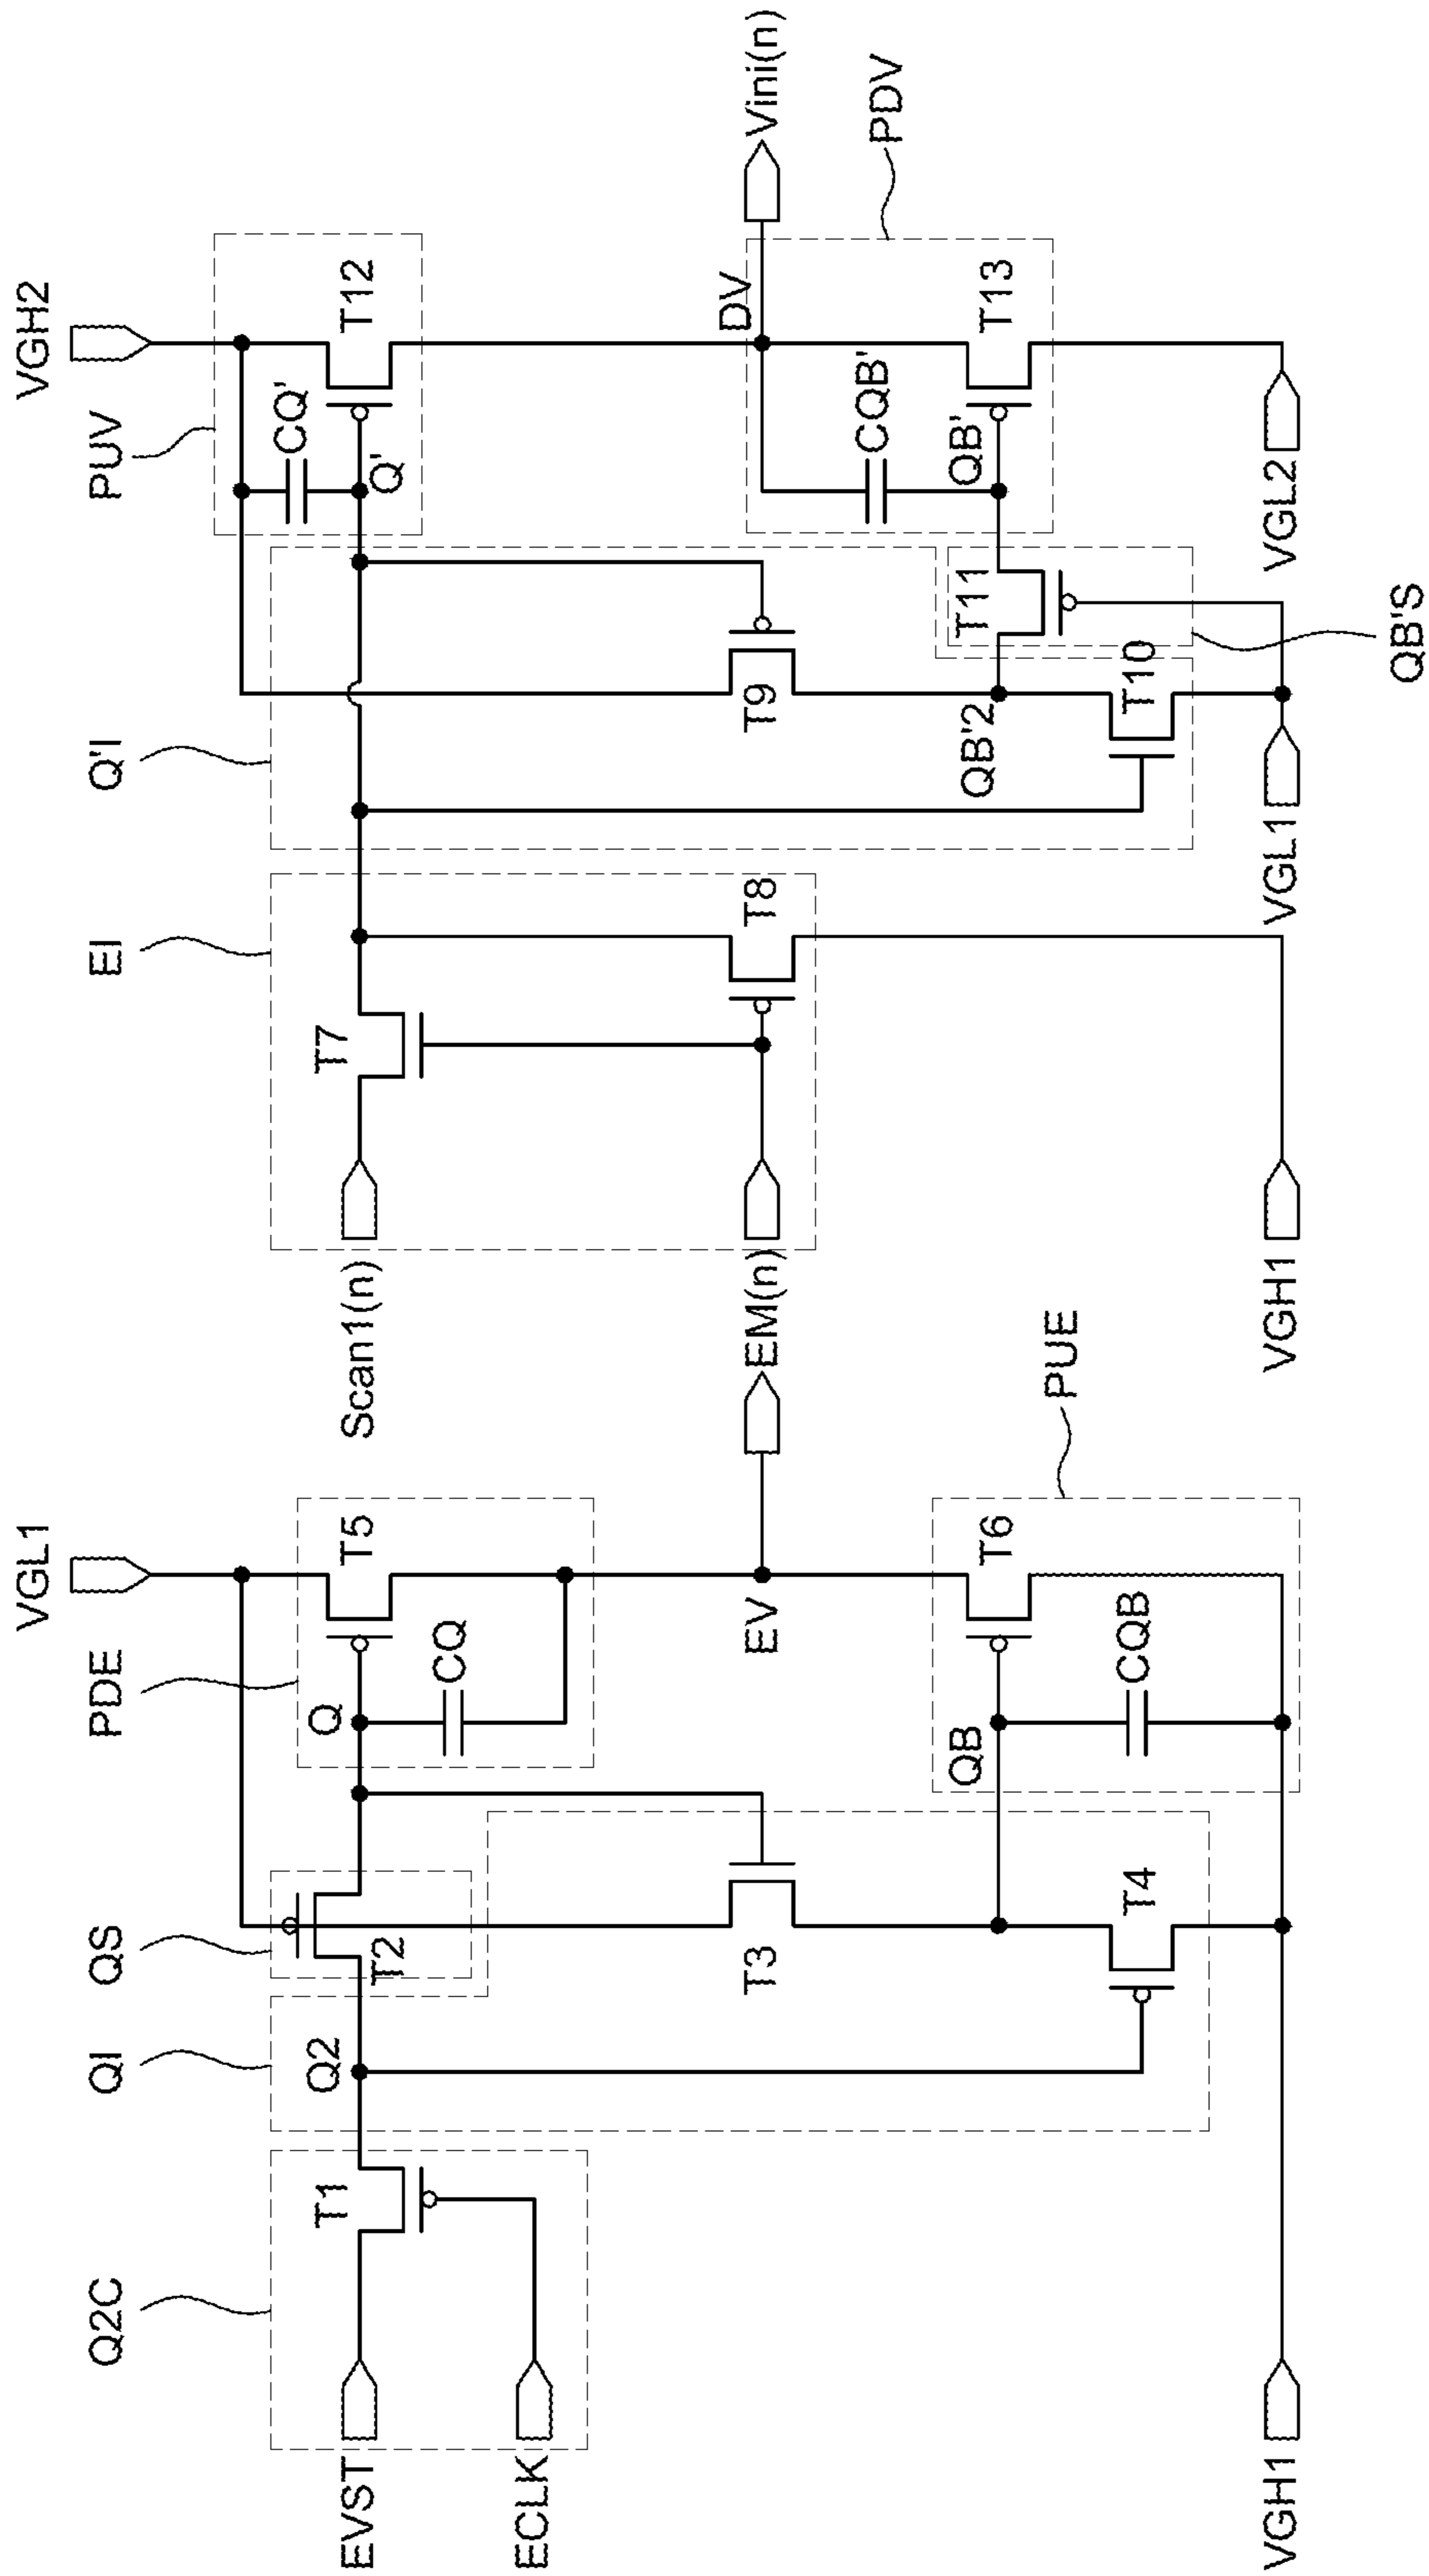 VGL1
VGH2
Q2C
QI
QS
PDE
EI
Q'I
PUV
EVST
T1
Q2
T2
Q
T5
Scan1(n)
T7
CQ'
Q'
T12
CQ
ECLK
T3
EV
EM(n)
T8
T9
DV
Vini(n)
CQB'
PDV
QB
T6
QB'2
T11
QB'
T13
T4
CQB
PUE
T10
VGH1
VGH1
VGL1
VGL2
QB'S